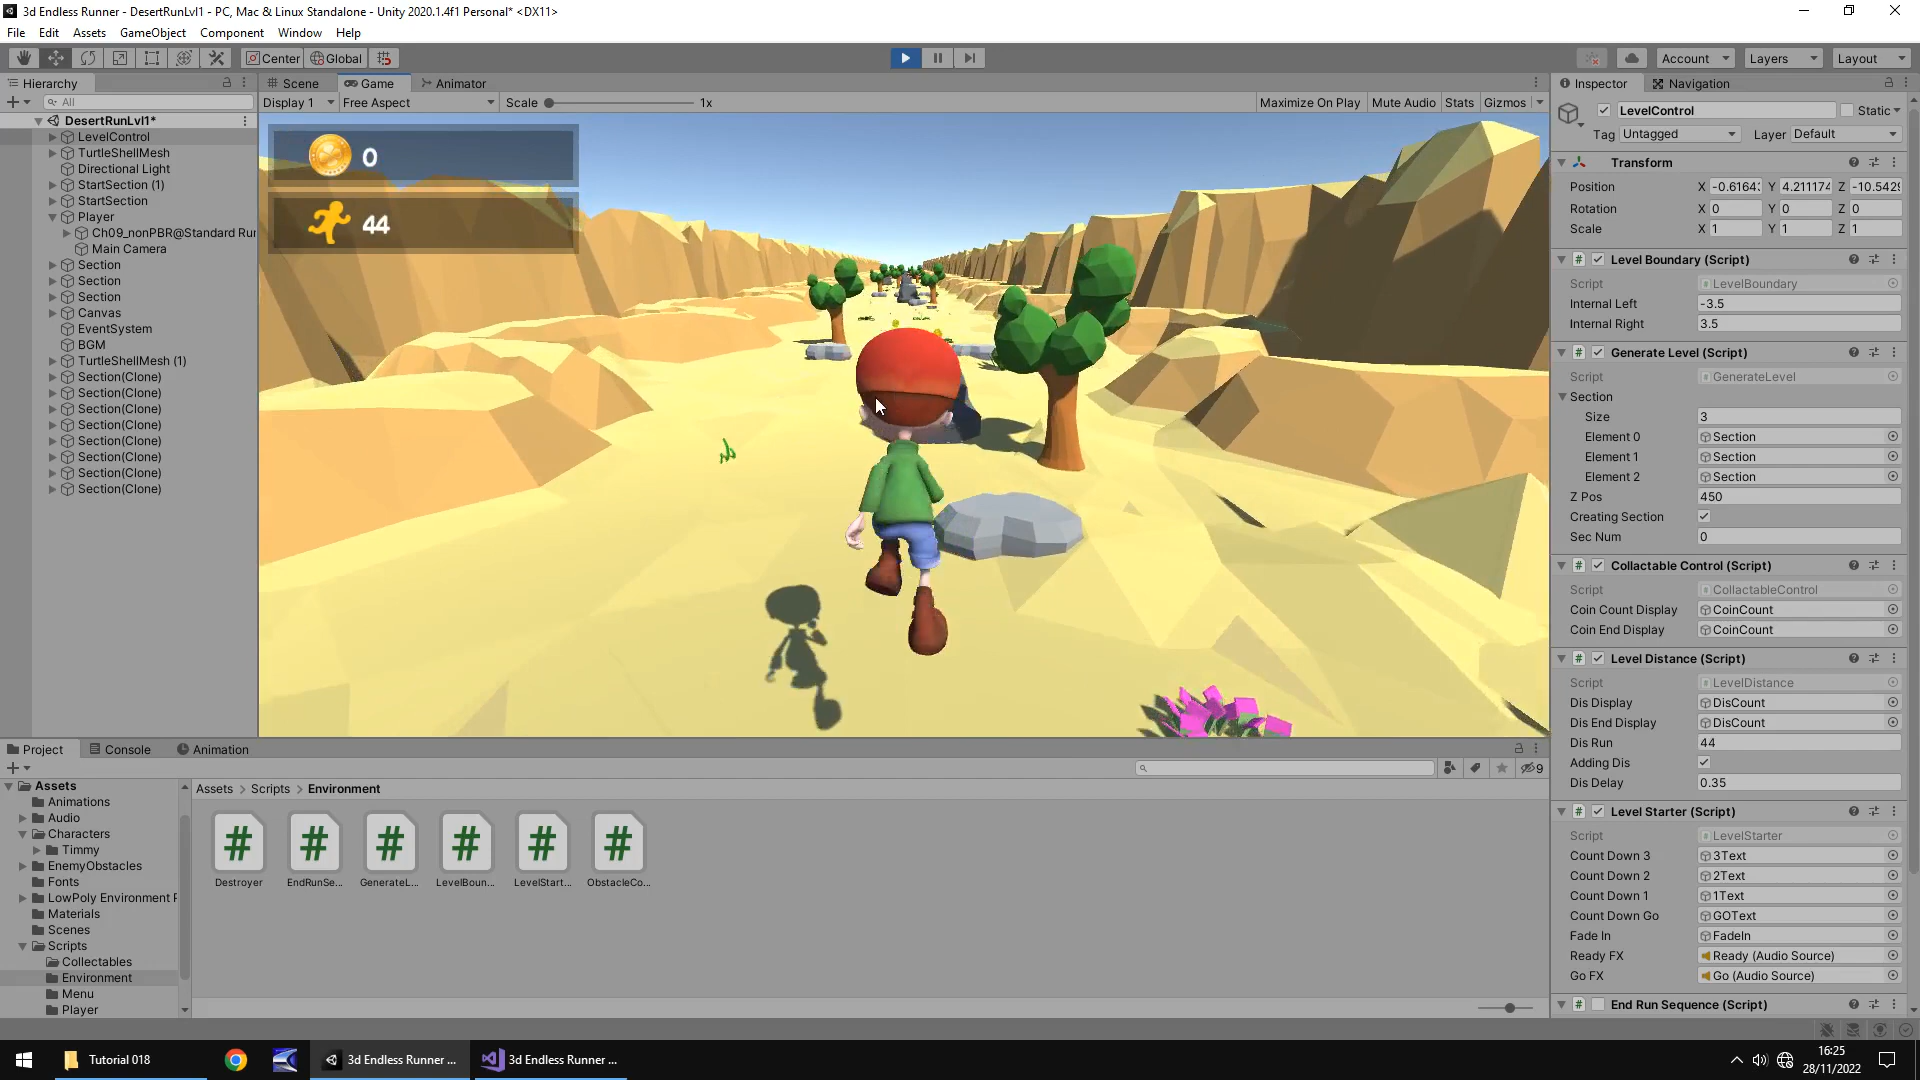 3d Endless Runner - DesertRunLvl1 - PC, Mac & Linux Standalone - Unity 2020.1.4f1 Personal* <DX11>
File Edit Assets GameObject Component Window Help
Center Global Account Layers Layout
Hierarchy Scene Game Animator Inspector Navigation
All
Display 1 Free Aspect Scale 1x Maximize On Play Mute Audio Stats Gizmos
DesertRunLvl1*
LevelControl
TurtleShellMesh
Directional Light
StartSection (1)
StartSection
Player
Ch09_nonPBR@Standard Rur
Main Camera
Section
Section
Section
Canvas
EventSystem
BGM
TurtleShellMesh (1)
Section(Clone)
Section(Clone)
Section(Clone)
Section(Clone)
Section(Clone)
Section(Clone)
Section(Clone)
Section(Clone)
0
44
LevelControl Static
Tag Untagged Layer Default
Transform
Position X -0.6164 Y 4.211174 Z -10.542
Rotation X 0 Y 0 Z 0
Scale X 1 Y 1 Z 1
Level Boundary (Script)
Script LevelBoundary
Internal Left -3.5
Internal Right 3.5
Generate Level (Script)
Script GenerateLevel
Section
Size 3
Element 0 Section
Element 1 Section
Element 2 Section
Z Pos 450
Creating Section
Sec Num 0
Collactable Control (Script)
Script CollactableControl
Coin Count Display CoinCount
Coin End Display CoinCount
Level Distance (Script)
Script LevelDistance
Dis Display DisCount
Dis End Display DisCount
Dis Run 44
Adding Dis
Dis Delay 0.35
Level Starter (Script)
Script LevelStarter
Count Down 3 3Text
Count Down 2 2Text
Count Down 1 1Text
Count Down Go GOText
Fade In FadeIn
Ready FX Ready (Audio Source)
Go FX Go (Audio Source)
End Run Sequence (Script)
Project Console Animation
9
Assets
Animations
Audio
Characters
Timmy
EnemyObstacles
Fonts
LowPoly Environment P
Materials
Scenes
Scripts
Collectables
Environment
Menu
Player
Assets > Scripts > Environment
Destroyer EndRunSe... GenerateL... LevelBoun... LevelStart... ObstacleCo...
Tutorial 018 3d Endless Runner ... 3d Endless Runner ...
16:25
28/11/2022